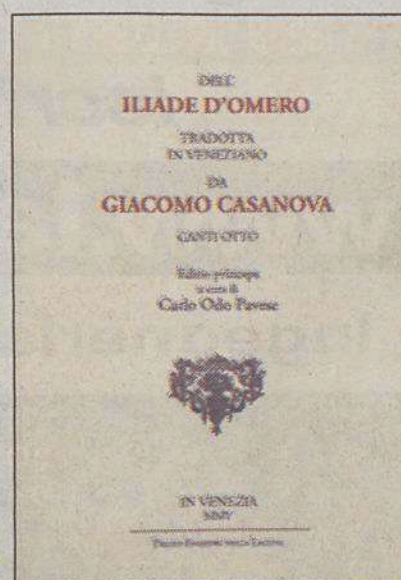 DELL'
ILIADE D'OMERO
TRADOTTA
IN VENEZIANO
DA
GIACOMO CASANOVA
CANTI OTTO
Editio princeps
a cura di
Carlo Odo Pavese
IN VENEZIA
MMV